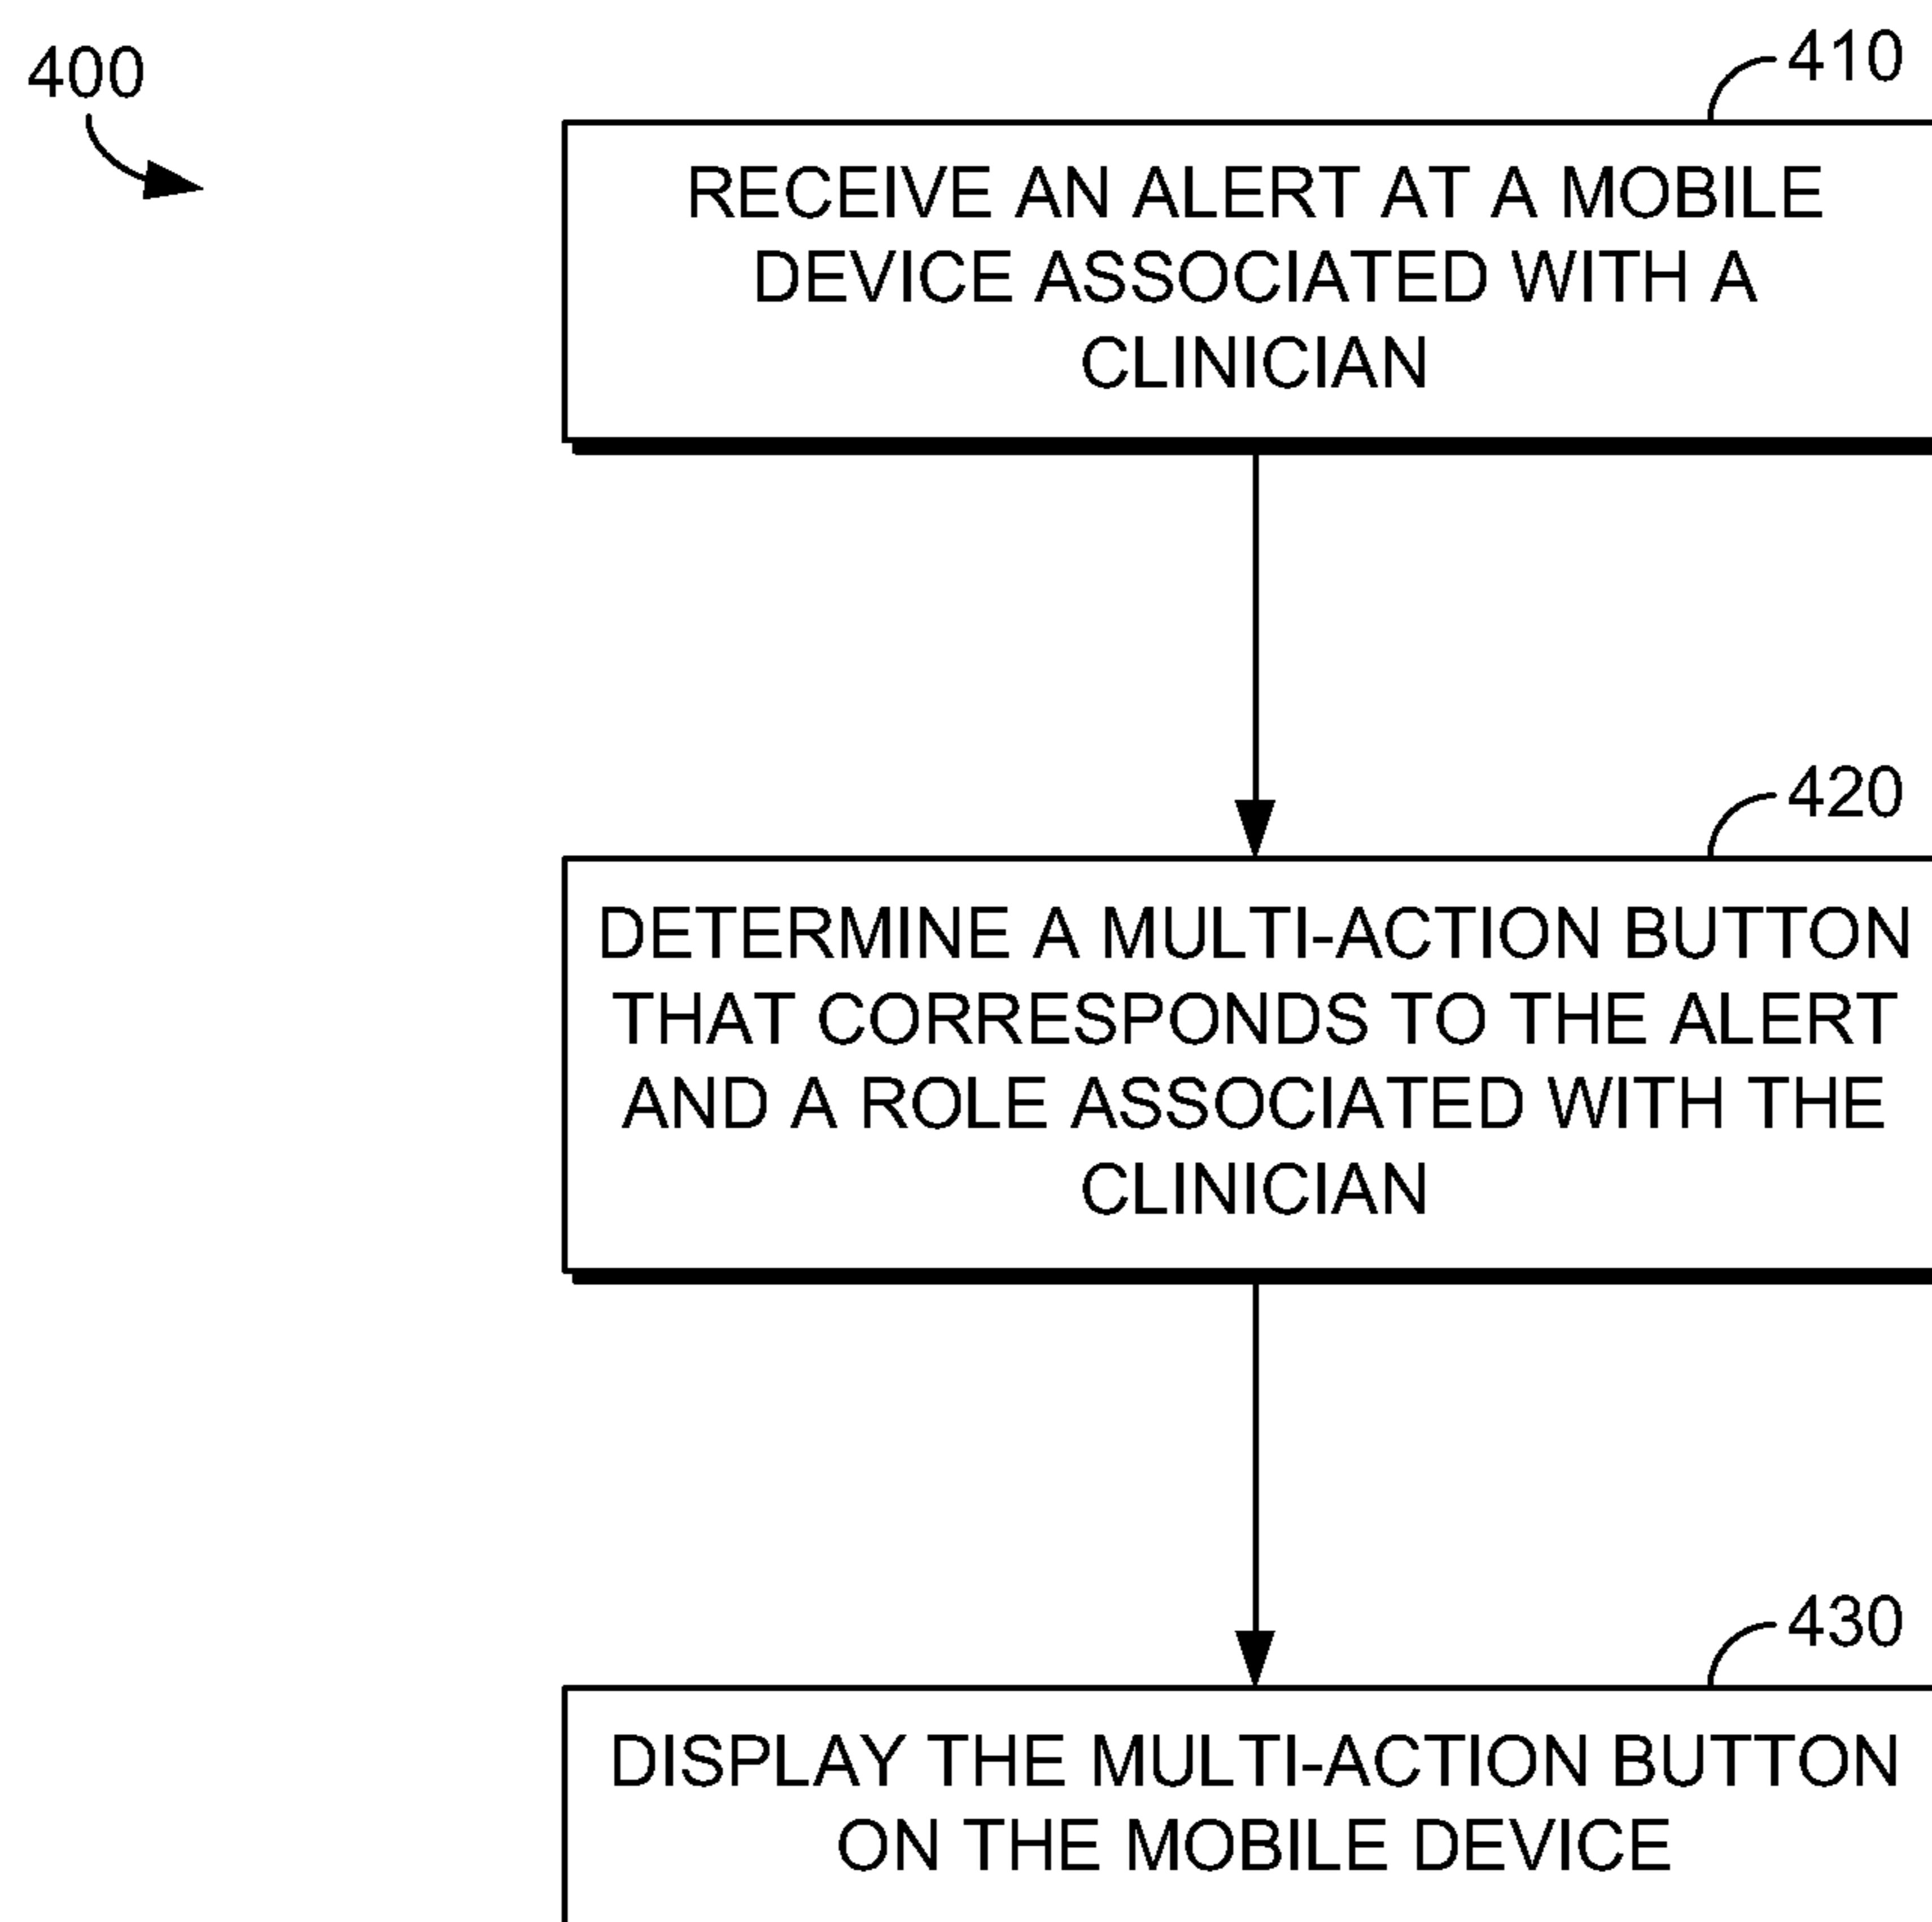 400
410
RECEIVE AN ALERT AT A MOBILE
DEVICE ASSOCIATED WITH A
CLINICIAN
420
DETERMINE A MULTI-ACTION BUTTON
THAT CORRESPONDS TO THE ALERT
AND A ROLE ASSOCIATED WITH THE
CLINICIAN
430
DISPLAY THE MULTI-ACTION BUTTON
ON THE MOBILE DEVICE